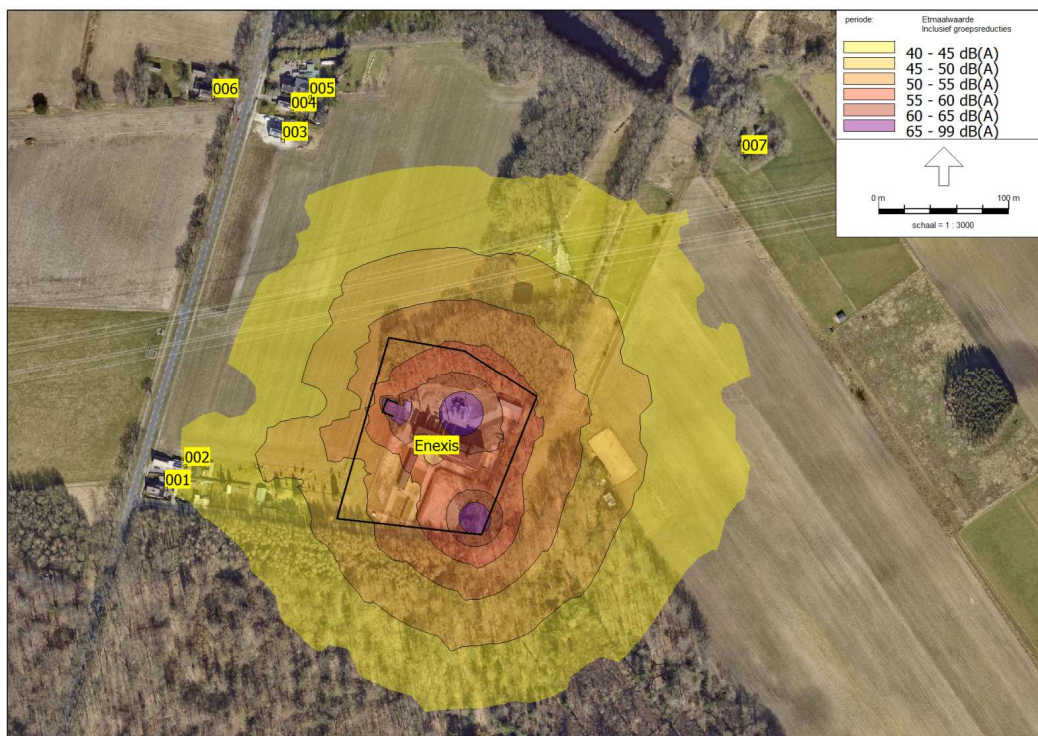 periode: Etmaalwaarde
Inclusief groepsreducties
40 - 45 dB(A)
45 - 50 dB(A)
50 - 55 dB(A)
55 - 60 dB(A)
60 - 65 dB(A)
65 - 99 dB(A)
0 m 100 m
schaal = 1 : 3000
006
005
004
003
007
Enexis
002
001